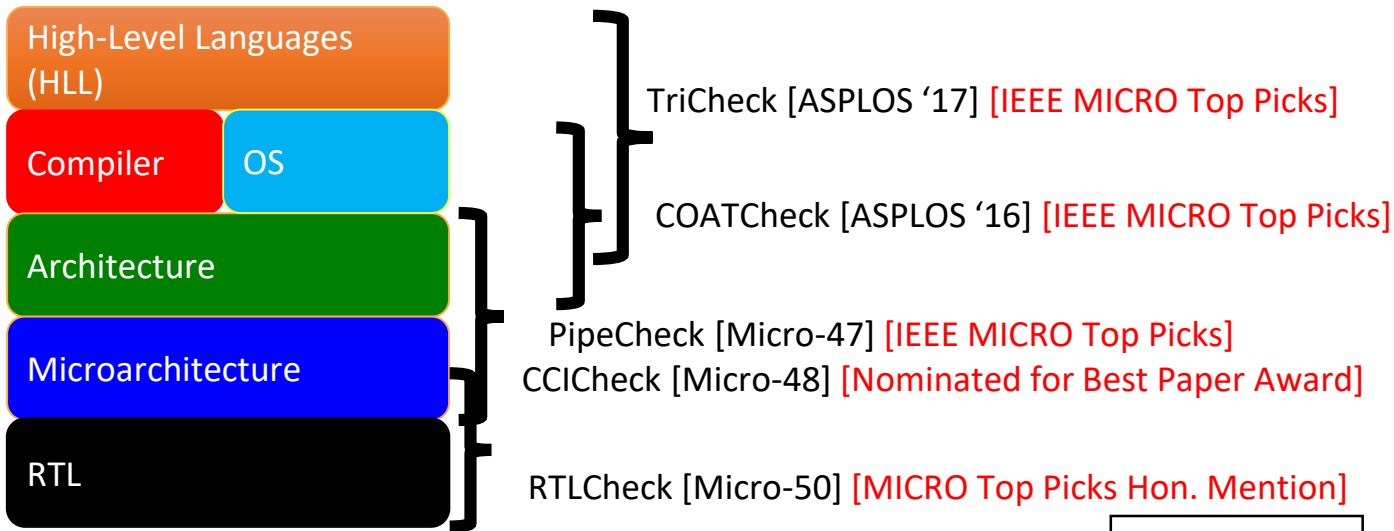 High-Level Languages
(HLL)
TriCheck [ASPLOS ‘17] [IEEE MICRO Top Picks]
Compiler
OS
COATCheck [ASPLOS ‘16] [IEEE MICRO Top Picks]
Architecture
PipeCheck [Micro-47] [IEEE MICRO Top Picks]
Microarchitecture
CCICheck [Micro-48] [Nominated for Best Paper Award]
RTL
RTLCheck [Micro-50] [MICRO Top Picks Hon. Mention]